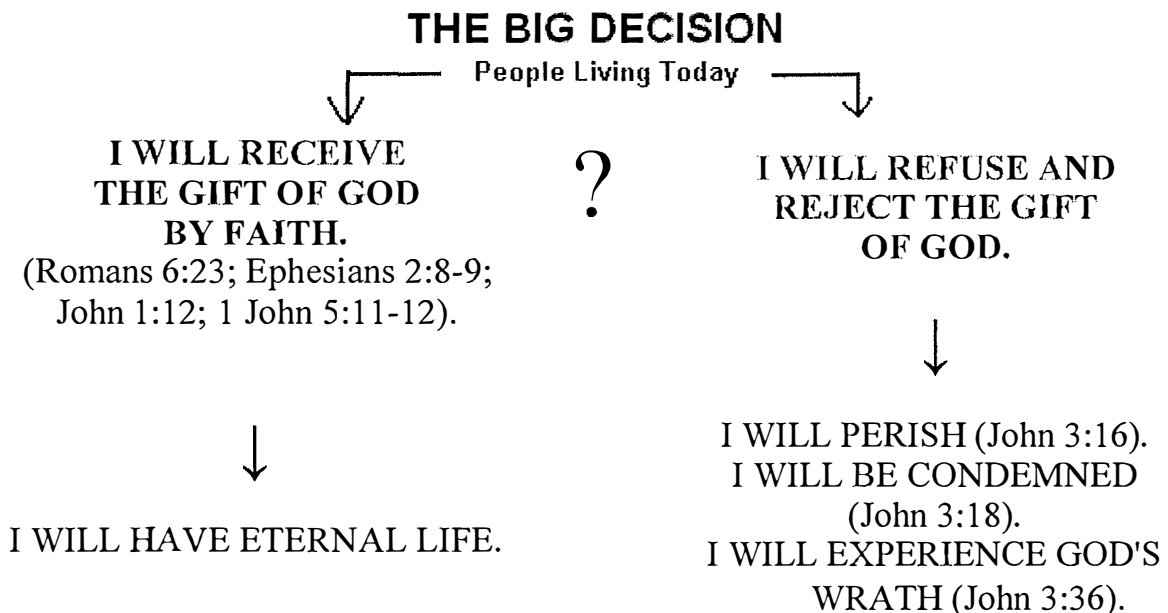 THE BIG DECISION
People Living Today
I WILL RECEIVE
THE GIFT OF GOD
BY FAITH.
(Romans 6:23; Ephesians 2:8-9;
John 1:12; 1 John 5:11-12).
I WILL HAVE ETERNAL LIFE.
?
I WILL REFUSE AND
REJECT THE GIFT
OF GOD.
I WILL PERISH (John 3:16).
I WILL BE CONDEMNED
(John 3:18).
I WILL EXPERIENCE GOD'S
WRATH (John 3:36).